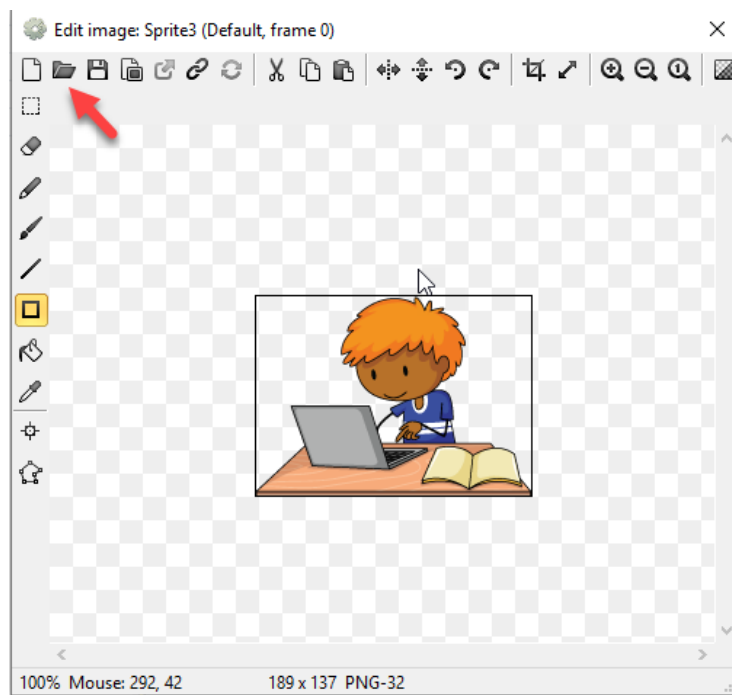 Edit image: Sprite3 (Default, frame 0)
100% Mouse: 292, 42 189 x 137 PNG-32